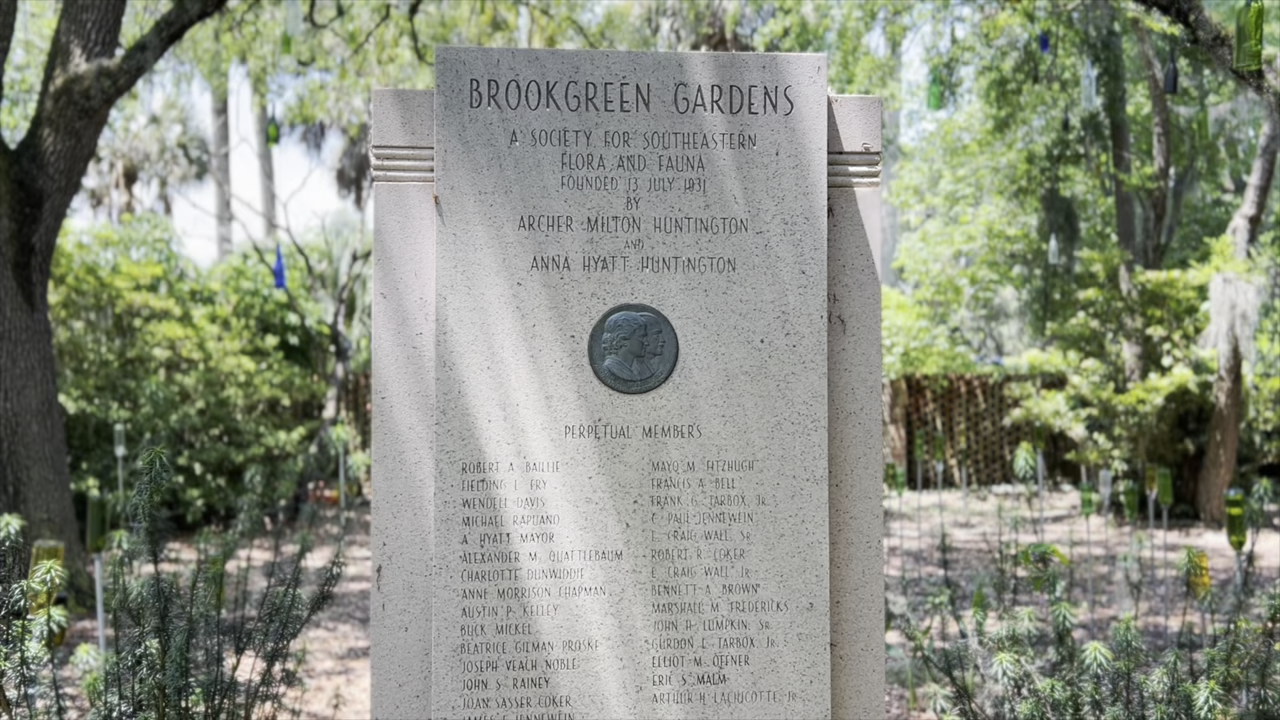 BROOKGREEN GARDENS
A SOCIETY FOR SOUTHEASTERN
FLORA AND FAUNA
FOUNDED 13 JULY 1931
BY
ARCHER MILTON HUNTINGTON
AND
ANNA HYATT HUNTINGTON
PERPETUAL MEMBERS
ROBERT A. BAILLIE
FIELDING L. FRY
WENDELL DAVIS
MICHAEL RAPUANO
A. HYATT MAYOR
ALEXANDER M. QUATTLEBAUM
CHARLOTTE DUNWIDDIE
ANNE MORRISON CHAPMAN
AUSTIN P. KELLEY
BUCK MICKEL
BEATRICE GILMAN PROSKE
JOSEPH VEACH NOBLE
JOHN S. RAINEY
JOAN SASSER COKER
JAMES E. JENNEWEIN
MAYO M. FITZHUGH
FRANCIS A. BELL
FRANK G. TARBOX, JR.
C. PAUL JENNEWEIN
E. CRAIG WALL, SR.
ROBERT R. COKER
E. CRAIG WALL, JR.
BENNETT A. BROWN
MARSHALL M. FREDERICKS
JOHN H. LUMPKIN, SR.
GURDON L. TARBOX, JR.
ELLIOT M. OFFNER
ERIC S. MALM
ARTHUR H. LACHICOTTE, JR.